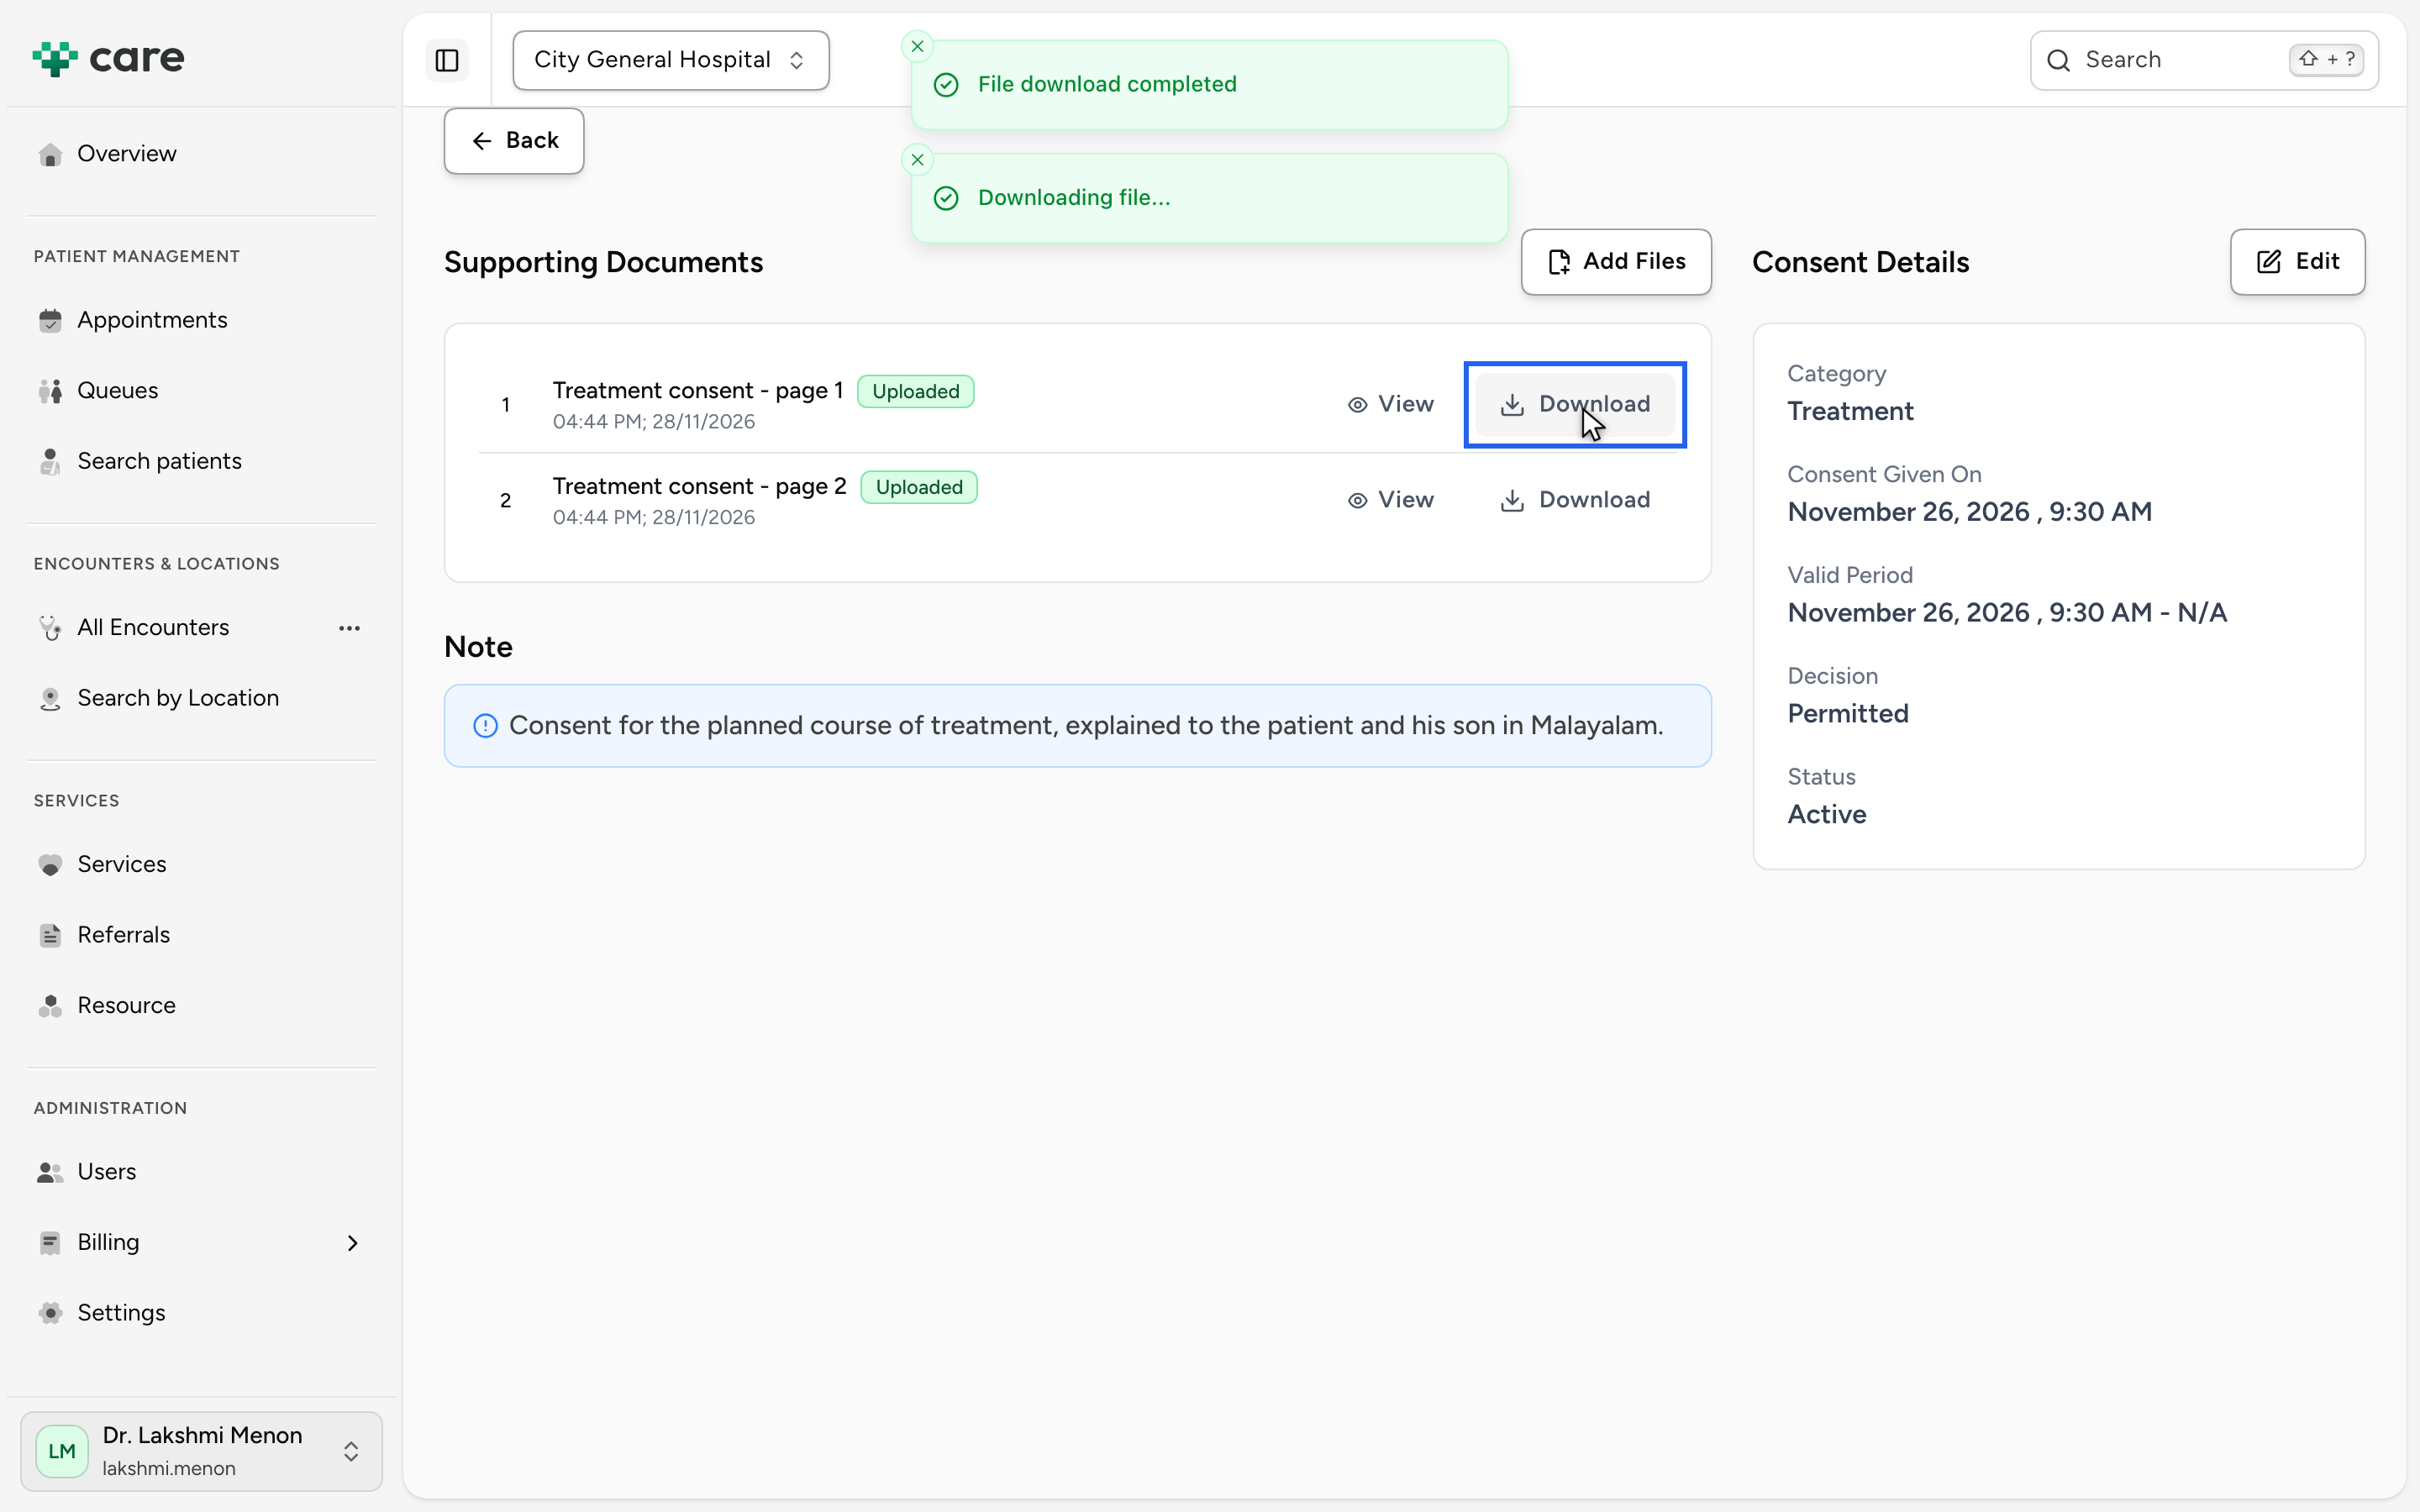 care
City General Hospital
Search
⇧ + ?
File download completed
Downloading file...
Back
Overview
PATIENT MANAGEMENT
Appointments
Queues
Search patients
ENCOUNTERS & LOCATIONS
All Encounters
Search by Location
SERVICES
Services
Referrals
Resource
ADMINISTRATION
Users
Billing
Settings
LM
Dr. Lakshmi Menon
lakshmi.menon
Supporting Documents
Add Files
1
Treatment consent - page 1
Uploaded
04:44 PM; 28/11/2026
View
Download
2
Treatment consent - page 2
Uploaded
04:44 PM; 28/11/2026
View
Download
Note
Consent for the planned course of treatment, explained to the patient and his son in Malayalam.
Consent Details
Edit
Category
Treatment
Consent Given On
November 26, 2026 , 9:30 AM
Valid Period
November 26, 2026 , 9:30 AM - N/A
Decision
Permitted
Status
Active